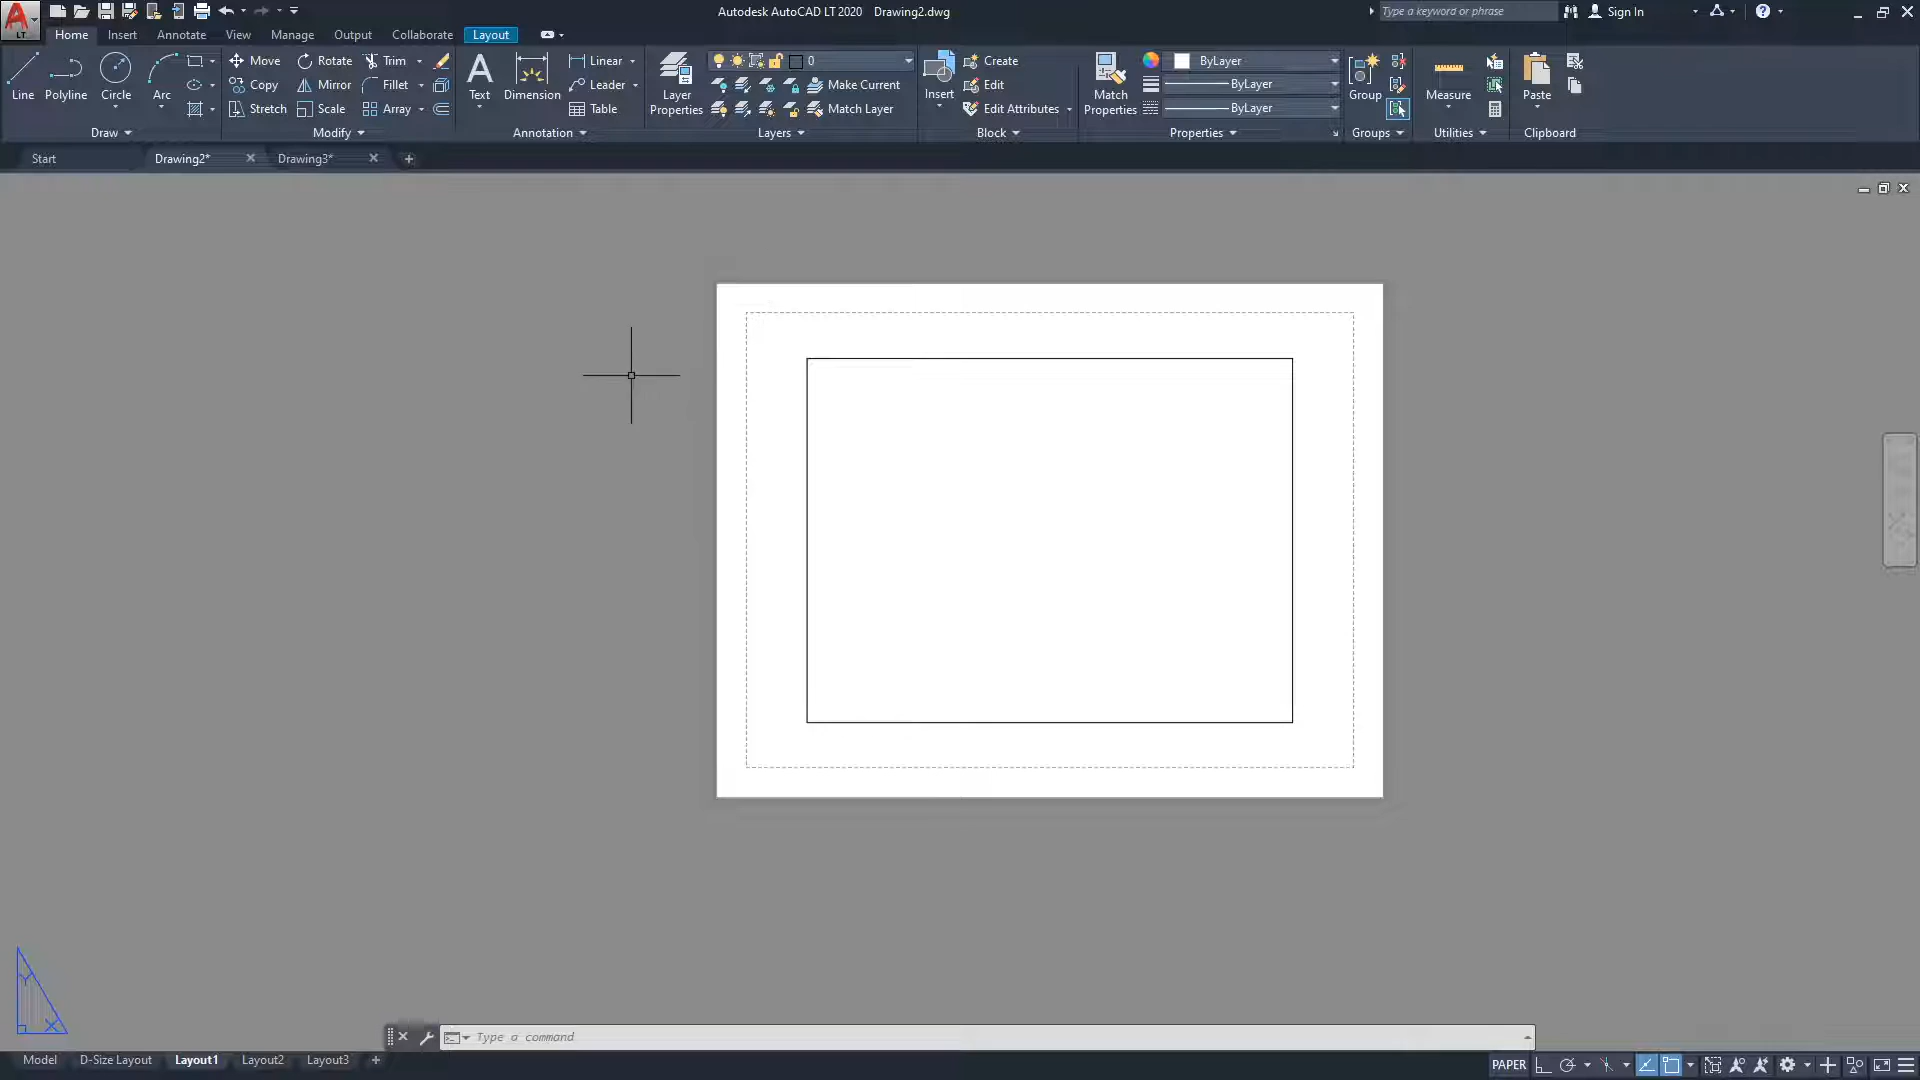 Autodesk AutoCAD LT 2020 Drawing2.dwg
Type a keyword or phrase
Sign In
LT
Home Insert Annotate View Manage Output Collaborate Layout
Line
Polyline
Circle
Arc
Draw
Move
Rotate
Trim
Copy
Mirror
Fillet
Stretch
Scale
Array
Modify
Text
Dimension
Linear
Leader
Table
Annotation
Layer
Properties
0
Make Current
Match Layer
Layers
Insert
Create
Edit
Edit Attributes
Block
Match
Properties
ByLayer
ByLayer
ByLayer
Properties
Group
Groups
Measure
Utilities
Paste
Clipboard
Start
Drawing2*
Drawing3*
Y
X
Type a command
Model D-Size Layout Layout1 Layout2 Layout3
PAPER